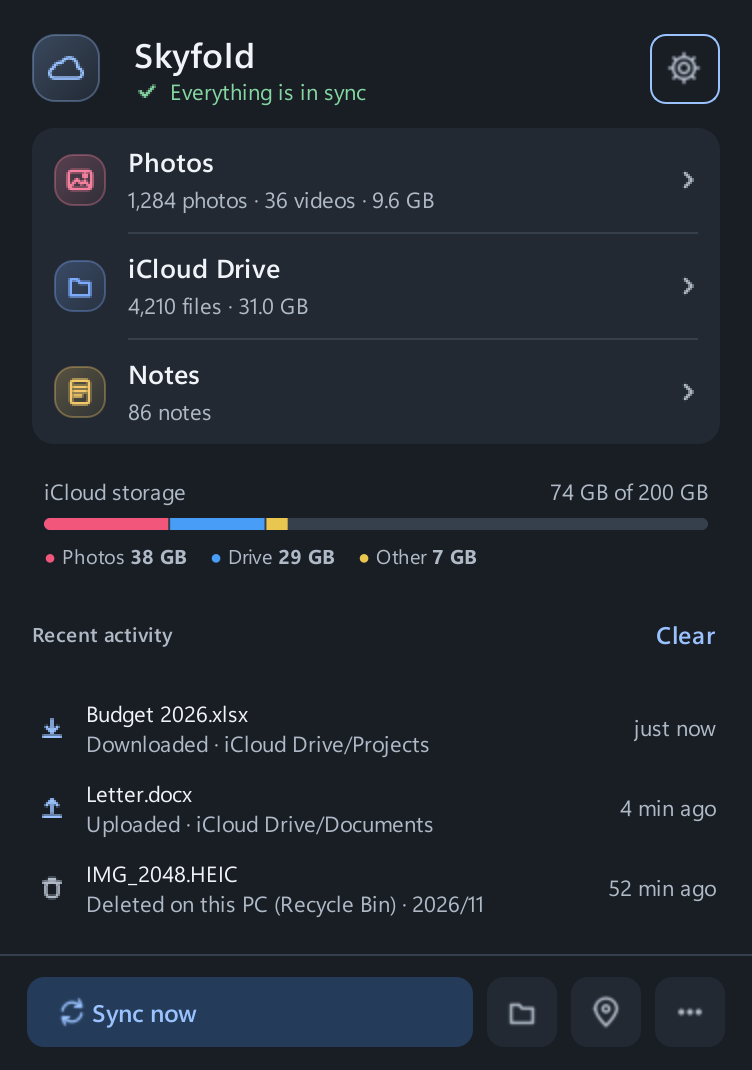 Skyfold
Everything is in sync
Photos
1,284 photos · 36 videos · 9.6 GB
iCloud Drive
4,210 files · 31.0 GB
Notes
86 notes
iCloud storage 74 GB of 200 GB
Photos 38 GB Drive 29 GB Other 7 GB
Recent activity Clear
Budget 2026.xlsx
Downloaded · iCloud Drive/Projects just now
Letter.docx
Uploaded · iCloud Drive/Documents 4 min ago
IMG_2048.HEIC
Deleted on this PC (Recycle Bin) · 2026/11 52 min ago
Sync now